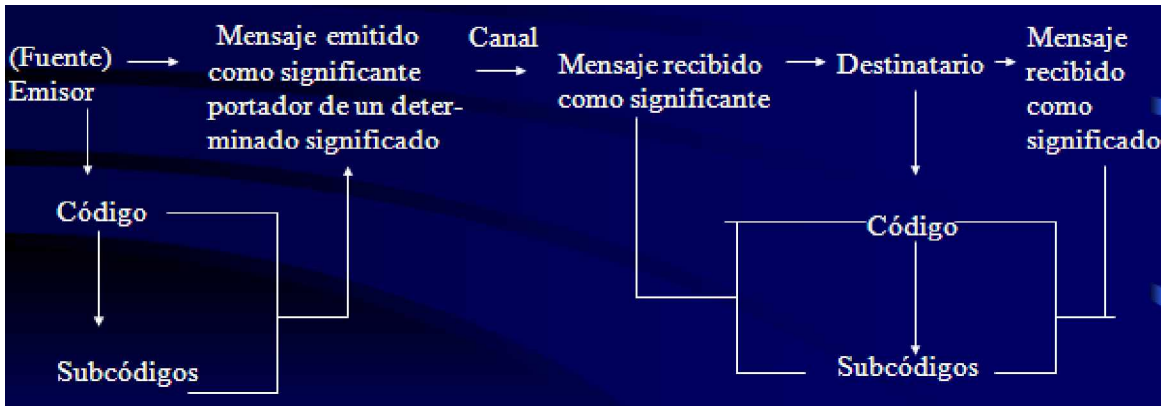 (Fuente)
Emisor
Mensaje emitido
como significante
portador de un deter-
minado significado
Canal
Mensaje recibido
como significante
Destinatario
Mensaje
recibido
como
significado
Código
Subcódigos
Código
Subcódigos